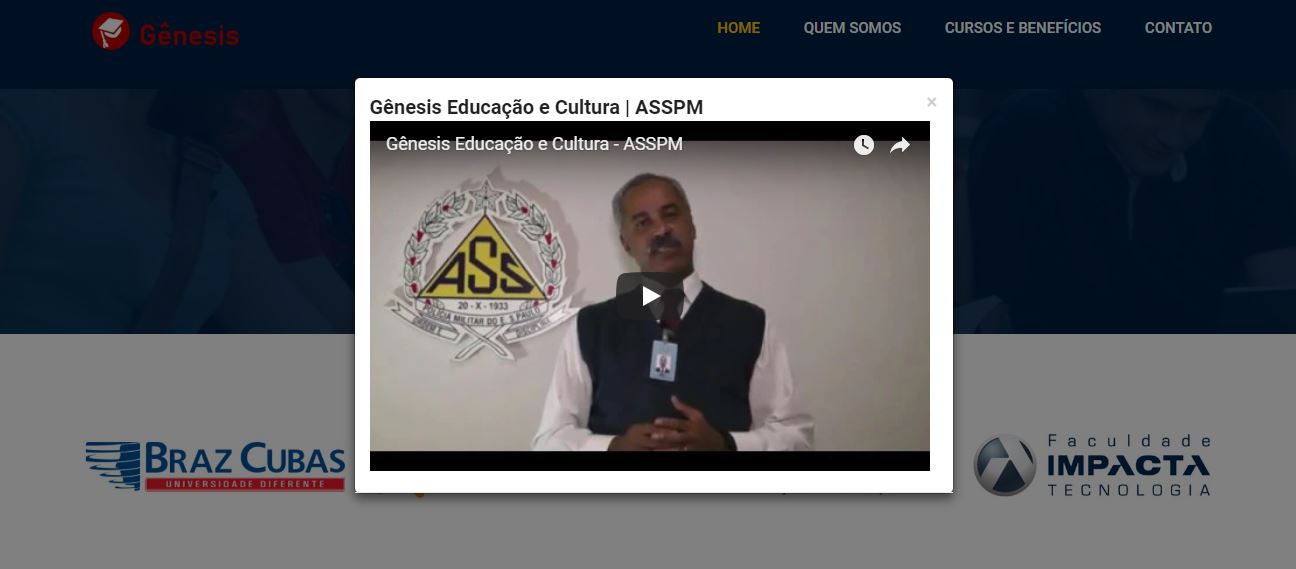 Gênesis
HOME
QUEM SOMOS
CURSOS E BENEFÍCIOS
CONTATO
Gênesis Educação e Cultura | ASSPM
×
Gênesis Educação e Cultura - ASSPM
ASS
20 - X - 1933
POLÍCIA MILITAR DO E. S. PAULO
BRAZ CUBAS
UNIVERSIDADE DIFERENTE
Faculdade
IMPACTA
TECNOLOGIA